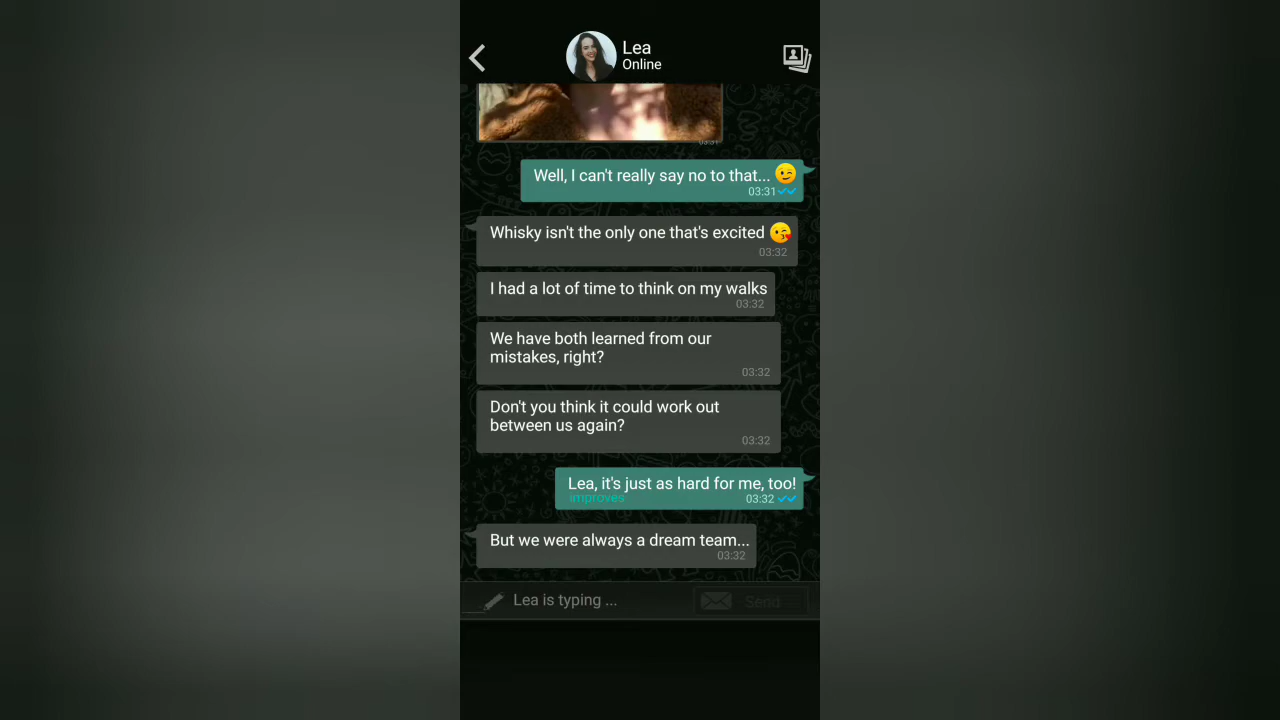 Lea
Online
03:31
Well, I can't really say no to that... 😉
03:31
Whisky isn't the only one that's excited 😘
03:32
I had a lot of time to think on my walks
03:32
We have both learned from our
mistakes, right?
03:32
Don't you think it could work out
between us again?
03:32
Lea, it's just as hard for me, too!
improves 03:32
But we were always a dream team...
03:32
Lea is typing ... Send